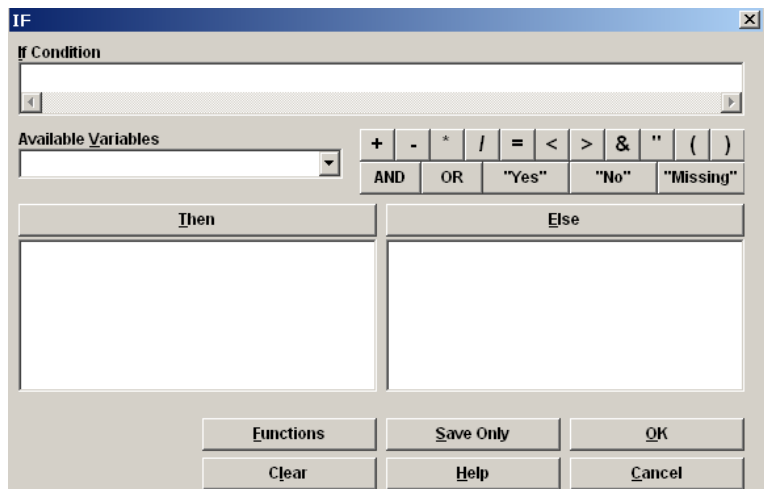 IF
If Condition
Available Variables
+ - * / = < > & " ( )
AND OR "Yes" "No" "Missing"
Then Else
Functions Save Only OK
Clear Help Cancel